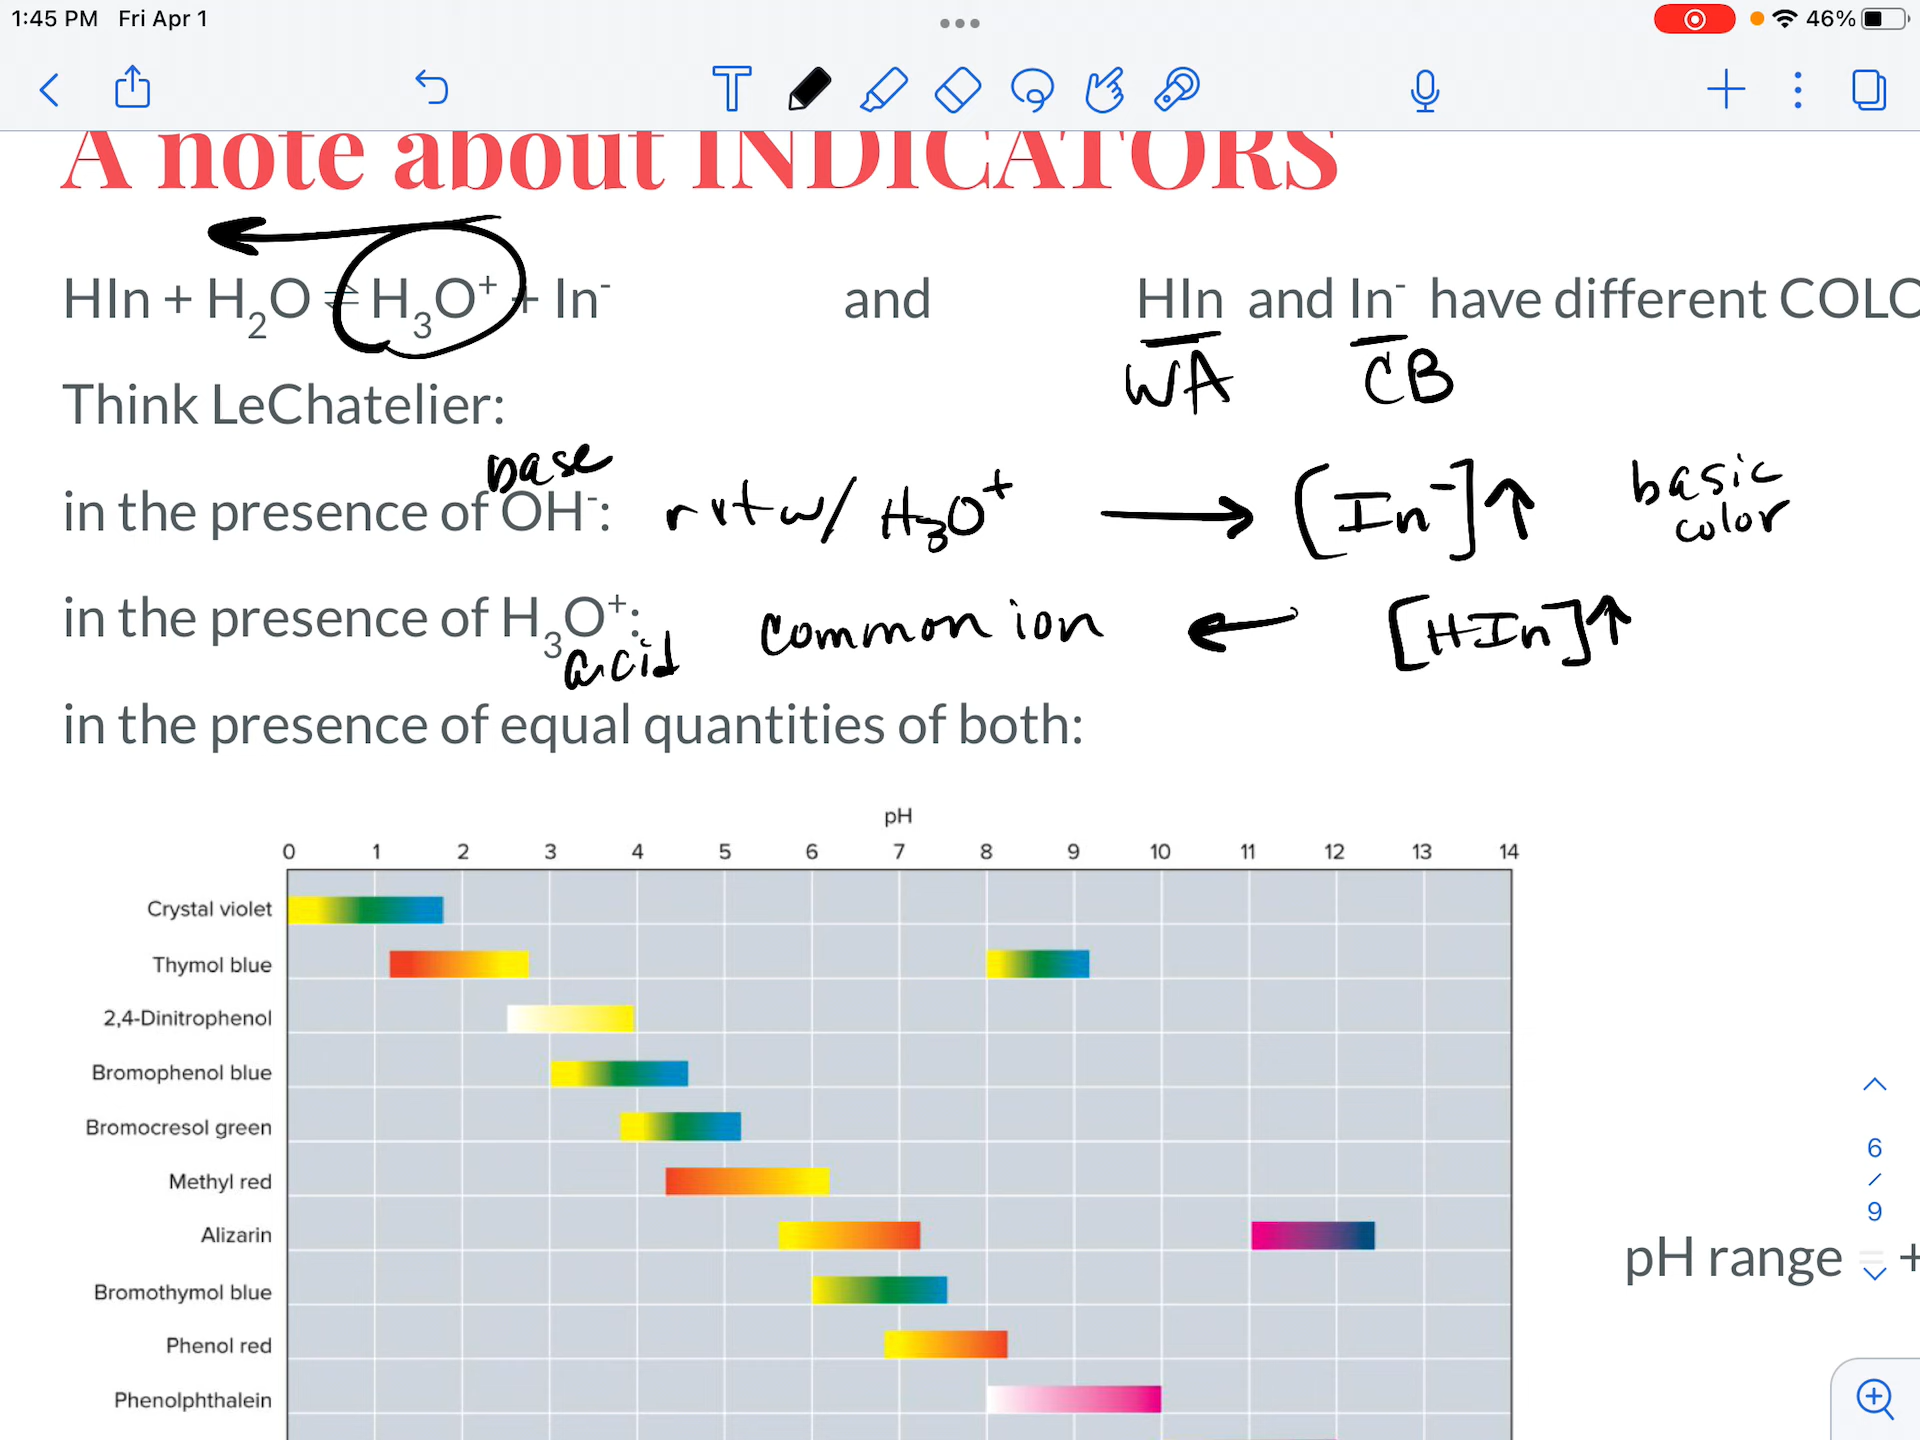 1:45 PM Fri Apr 1
46%
A note about INDICATORS
HIn + H₂O ⇌ H₃O⁺ + In⁻ and HIn and In⁻ have different COLO
WA CB
Think LeChatelier:
base
in the presence of OH⁻: rxt w/ H₃O⁺ → [In⁻]↑ basic
color
in the presence of H₃O⁺: common ion ← [HIn]↑
acid
in the presence of equal quantities of both:
pH
0 1 2 3 4 5 6 7 8 9 10 11 12 13 14
Crystal violet
Thymol blue
2,4-Dinitrophenol
Bromophenol blue
Bromocresol green
Methyl red
Alizarin
Bromothymol blue
Phenol red
Phenolphthalein
6
/
9
pH range = +